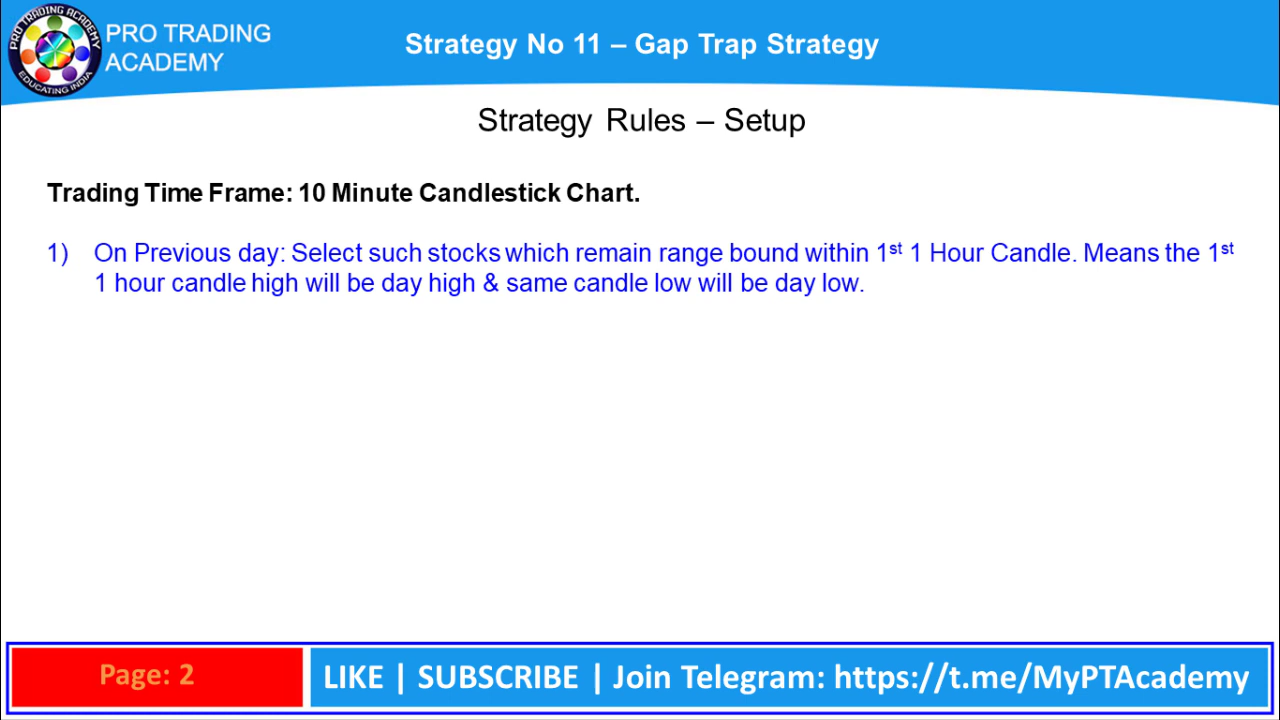 PRO TRADING ACADEMY
EDUCATING INDIA
PRO TRADING
ACADEMY
Strategy No 11 – Gap Trap Strategy
Strategy Rules – Setup
Trading Time Frame: 10 Minute Candlestick Chart.
1) On Previous day: Select such stocks which remain range bound within 1st 1 Hour Candle. Means the 1st
1 hour candle high will be day high & same candle low will be day low.
Page: 2
LIKE | SUBSCRIBE | Join Telegram: https://t.me/MyPTAcademy